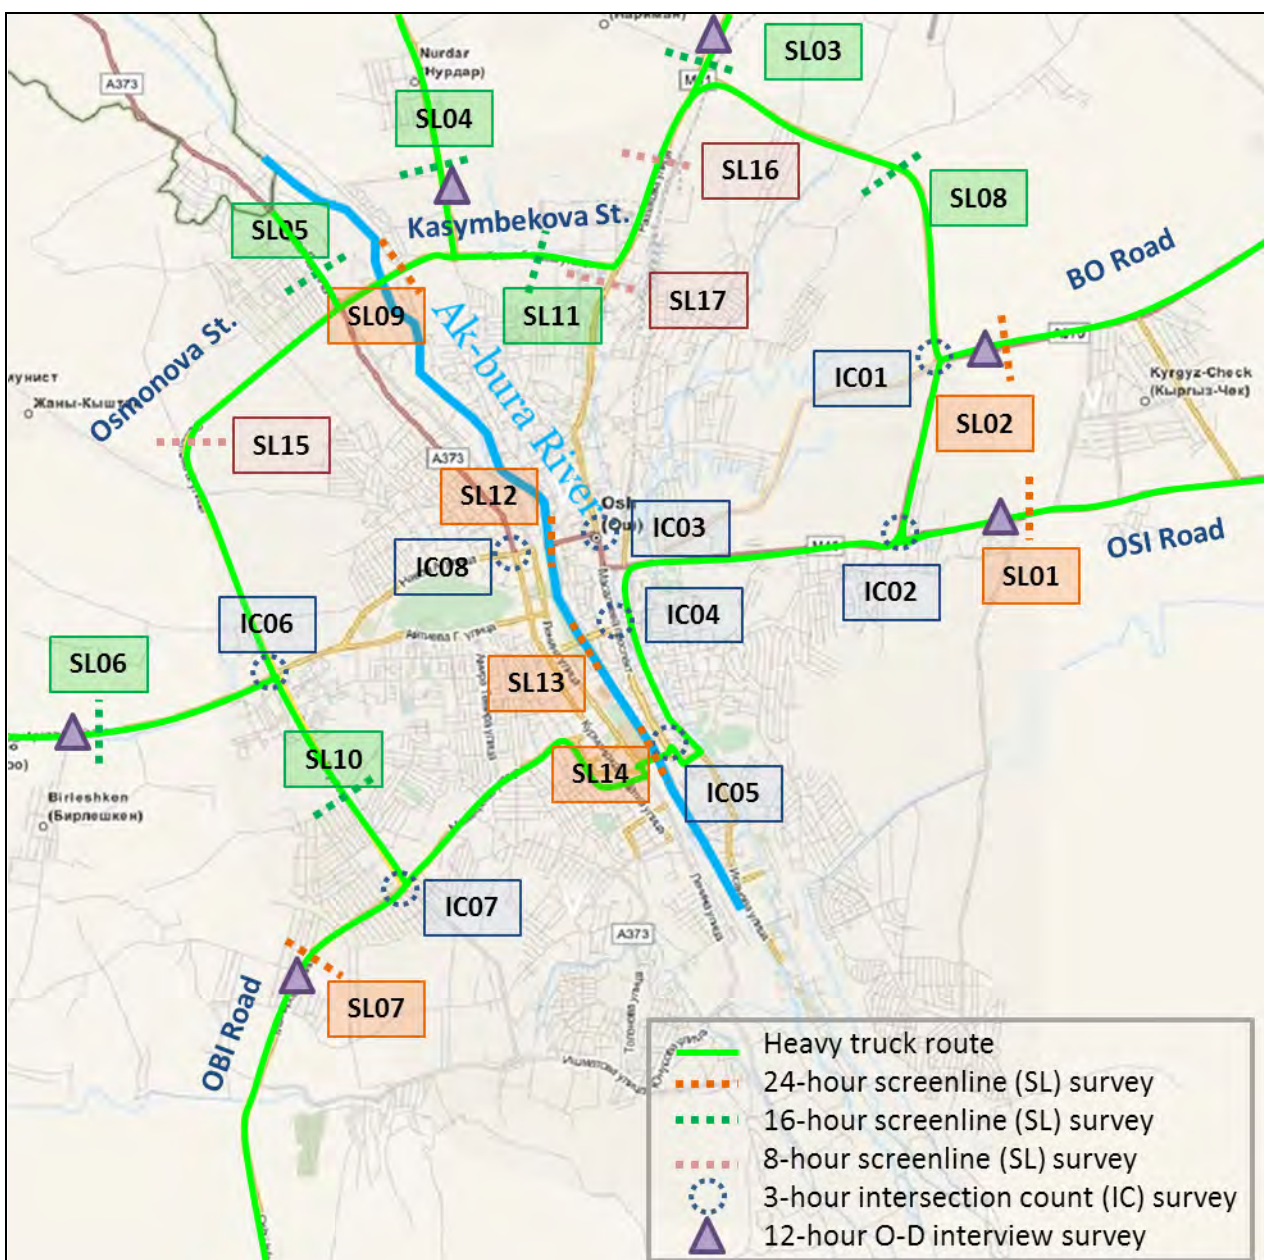 (Нариман)
SL03
A373
Nurdar
(Нурдар)
M41
SL04
SL16
SL08
SL05
Kasymbekova St.
BO Road
SL09
SL11
SL17
Osmonova St.
Ak-bura River
IC01
Kyrgyz-Check
(Кыргыз-Чек)
мунист
Жаны-Кыштак
SL02
SL15
A373
SL12
Osh
(Ош)
IC03
OSI Road
IC08
IC02
SL01
IC06
IC04
SL06
SL13
SL10
SL14
IC05
Birleshken
(Бирлешкен)
IC07
A373
OBI Road
SL07
Heavy truck route
24-hour screenline (SL) survey
16-hour screenline (SL) survey
8-hour screenline (SL) survey
3-hour intersection count (IC) survey
12-hour O-D interview survey